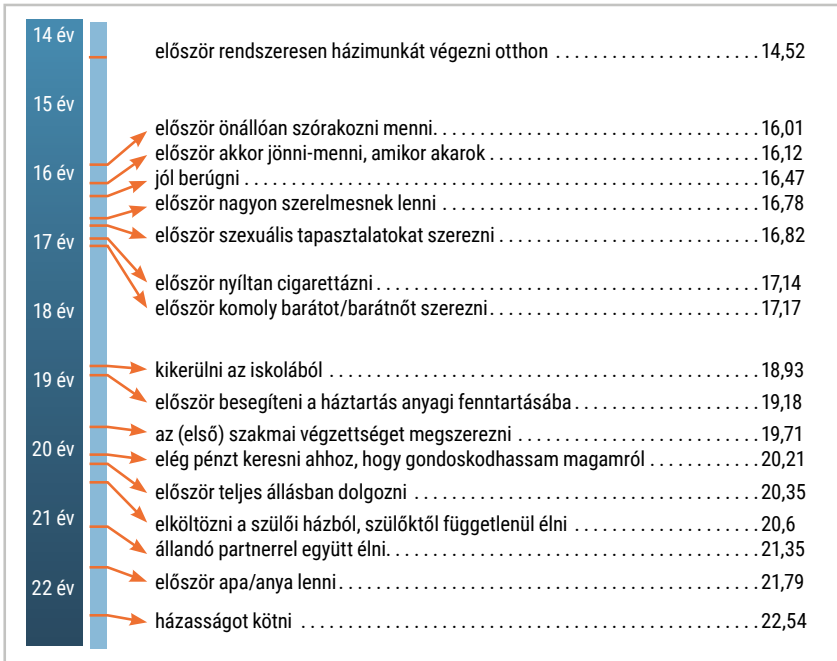 14 év
először rendszeresen házimunkát végezni otthon . . . . . . . . . . . . . . . . . . . . . 14,52
15 év
először önállóan szórakozni menni. . . . . . . . . . . . . . . . . . . . . . . . . . . . . . . . . 16,01
először akkor jönni-menni, amikor akarok . . . . . . . . . . . . . . . . . . . . . . . . . . . 16,12
16 év
jól berúgni . . . . . . . . . . . . . . . . . . . . . . . . . . . . . . . . . . . . . . . . . . . . . . . . . . . 16,47
először nagyon szerelmesnek lenni . . . . . . . . . . . . . . . . . . . . . . . . . . . . . . . . 16,78
először szexuális tapasztalatokat szerezni . . . . . . . . . . . . . . . . . . . . . . . . . . 16,82
17 év
először nyíltan cigarettázni . . . . . . . . . . . . . . . . . . . . . . . . . . . . . . . . . . . . . . 17,14
először komoly barátot/barátnőt szerezni. . . . . . . . . . . . . . . . . . . . . . . . . . . 17,17
18 év
kikerülni az iskolából . . . . . . . . . . . . . . . . . . . . . . . . . . . . . . . . . . . . . . . . . . . 18,93
19 év
először besegíteni a háztartás anyagi fenntartásába . . . . . . . . . . . . . . . . . . 19,18
az (első) szakmai végzettséget megszerezni . . . . . . . . . . . . . . . . . . . . . . . . 19,71
20 év
elég pénzt keresni ahhoz, hogy gondoskodhassam magamról . . . . . . . . . . 20,21
először teljes állásban dolgozni . . . . . . . . . . . . . . . . . . . . . . . . . . . . . . . . . . . 20,35
21 év
elköltözni a szülői házból, szülőktől függetlenül élni . . . . . . . . . . . . . . . . . . 20,6
állandó partnerrel együtt élni. . . . . . . . . . . . . . . . . . . . . . . . . . . . . . . . . . . . . 21,35
22 év
először apa/anya lenni . . . . . . . . . . . . . . . . . . . . . . . . . . . . . . . . . . . . . . . . . . 21,79
házasságot kötni . . . . . . . . . . . . . . . . . . . . . . . . . . . . . . . . . . . . . . . . . . . . . . 22,54